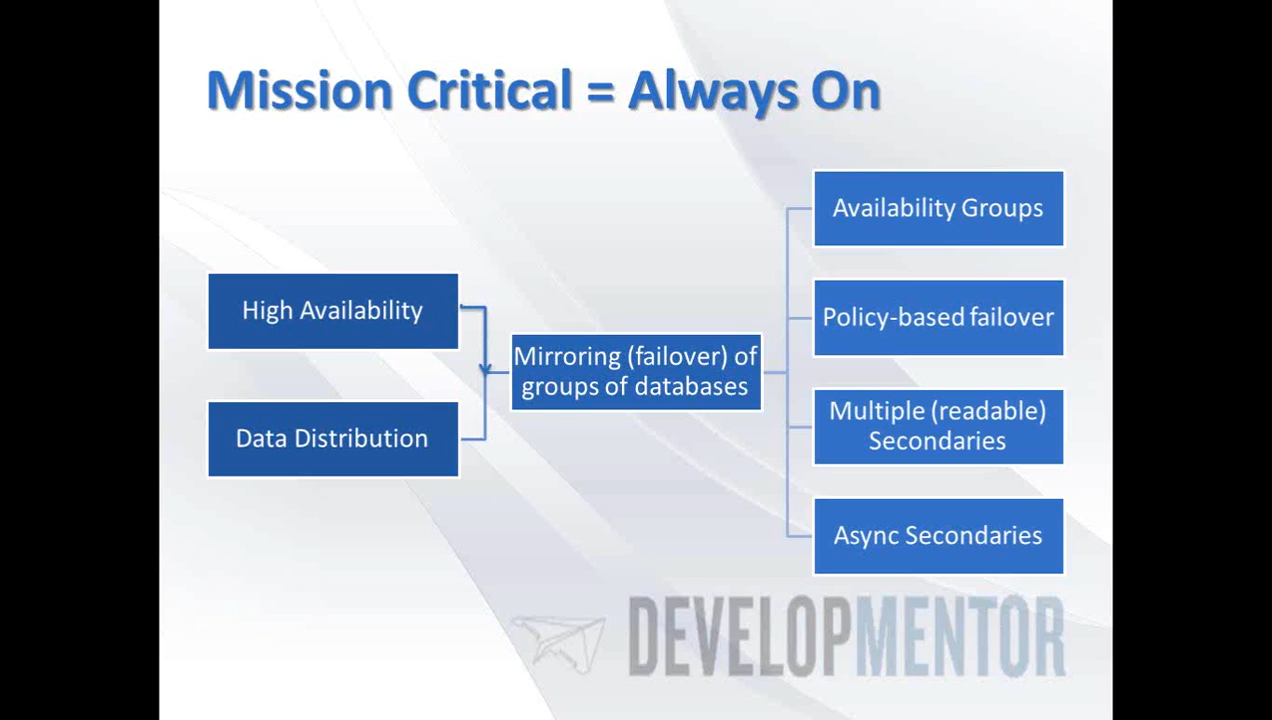 Mission Critical = Always On
High Availability
Data Distribution
Mirroring (failover) of
groups of databases
Availability Groups
Policy-based failover
Multiple (readable)
Secondaries
Async Secondaries
DEVELOPMENTOR